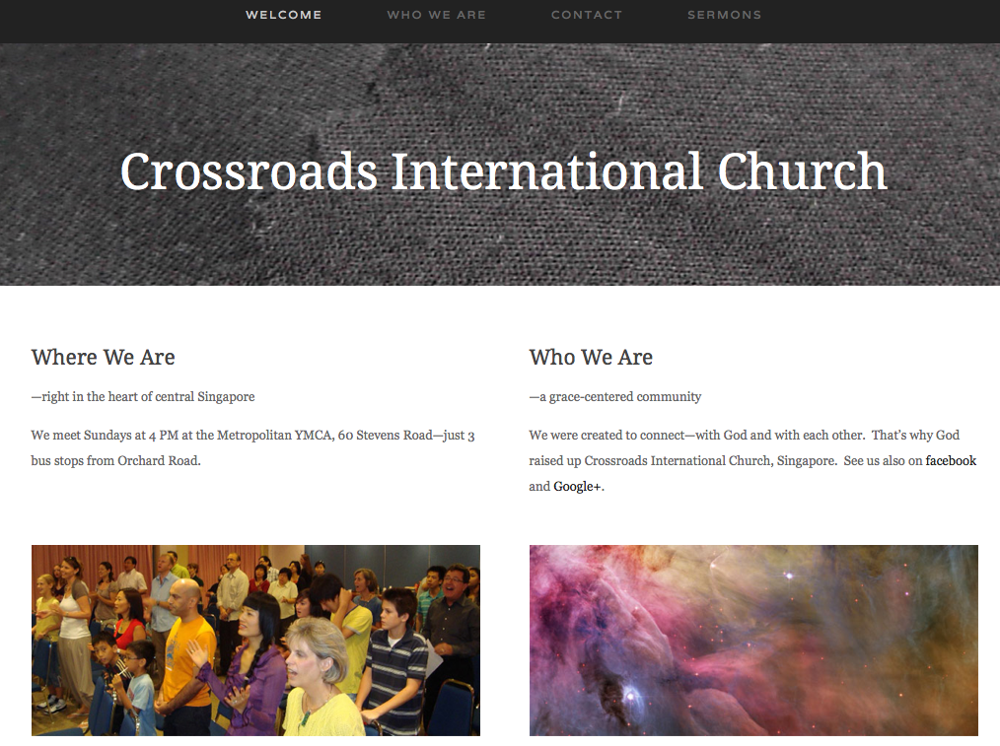 WELCOME WHO WE ARE CONTACT SERMONS
Crossroads International Church
Where We Are
—right in the heart of central Singapore
We meet Sundays at 4 PM at the Metropolitan YMCA, 60 Stevens Road—just 3
bus stops from Orchard Road.
Who We Are
—a grace-centered community
We were created to connect—with God and with each other.  That's why God
raised up Crossroads International Church, Singapore.  See us also on facebook
and Google+.